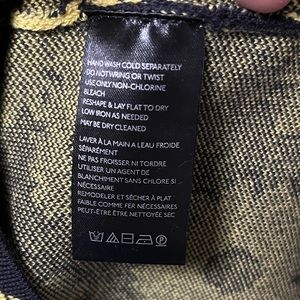 HAND WASH COLD SEPARATELY
DO NOT WRING OR TWIST
USE ONLY NON-CHLORINE
BLEACH
RESHAPE & LAY FLAT TO DRY
LOW IRON AS NEEDED
MAY BE DRY CLEANED
LAVER À LA MAIN A LEAU FROIDE
SÉPARÉMENT
NE PAS FROISSER NI TORDRE
UTILISER UN AGENT DE
BLANCHIMENT SANS CHLORE SI
NÉCESSAIRE
REMODELER ET SÉCHER À PLAT
FAIBLE COMME FER NÉCESSAIRES
PEUT-ÊTRE ÊTRE NETTOYÉE SEC